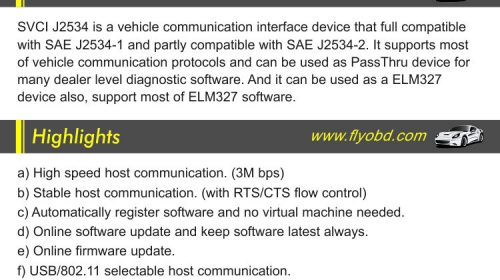 SVCI J2534 is a vehicle communication interface device that full compatible
with SAE J2534-1 and partly compatible with SAE J2534-2. It supports most
of vehicle communication protocols and can be used as PassThru device for
many dealer level diagnostic software. And it can be used as a ELM327
device also, support most of ELM327 software.
Highlights www.flyobd.com
a) High speed host communication. (3M bps)
b) Stable host communication. (with RTS/CTS flow control)
c) Automatically register software and no virtual machine needed.
d) Online software update and keep software latest always.
e) Online firmware update.
f) USB/802.11 selectable host communication.